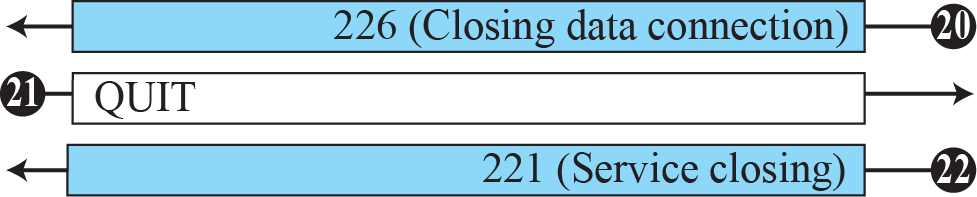 226 (Closing data connection) 20
21 QUIT
221 (Service closing) 22